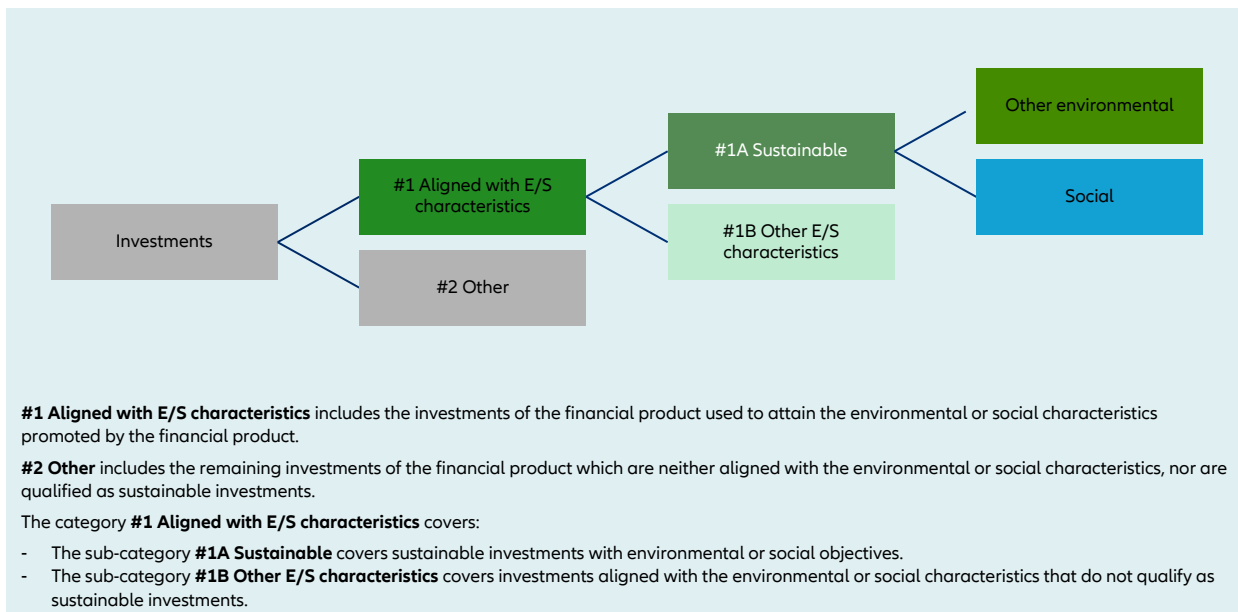 Other environmental
#1A Sustainable
#1 Aligned with E/S
characteristics
Social
Investments
#1B Other E/S
characteristics
#2 Other
#1 Aligned with E/S characteristics includes the investments of the financial product used to attain the environmental or social characteristics
promoted by the financial product.
#2 Other includes the remaining investments of the financial product which are neither aligned with the environmental or social characteristics, nor are
qualified as sustainable investments.
The category #1 Aligned with E/S characteristics covers:
- The sub-category #1A Sustainable covers sustainable investments with environmental or social objectives.
- The sub-category #1B Other E/S characteristics covers investments aligned with the environmental or social characteristics that do not qualify as
sustainable investments.